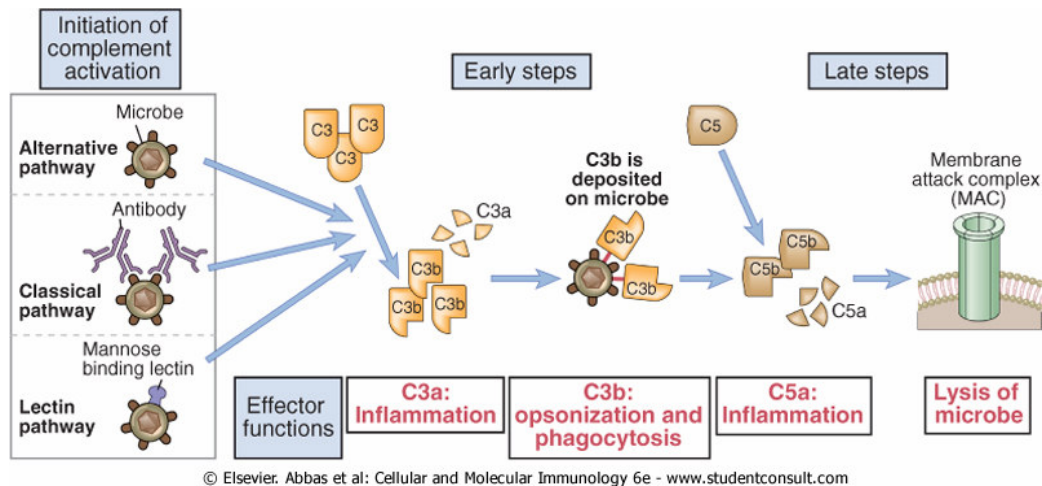 Initiation of
complement
activation
Early steps
Late steps
Microbe
Alternative
pathway
Antibody
Classical
pathway
Mannose
binding lectin
Lectin
pathway
C3
C3
C3
C3a
C3b
C3b
C3b
C3b is
deposited
on microbe
C3b
C3b
C5
C5b
C5b
C5a
Membrane
attack complex
(MAC)
Effector
functions
C3a:
Inflammation
C3b:
opsonization and
phagocytosis
C5a:
Inflammation
Lysis of
microbe
© Elsevier. Abbas et al: Cellular and Molecular Immunology 6e - www.studentconsult.com